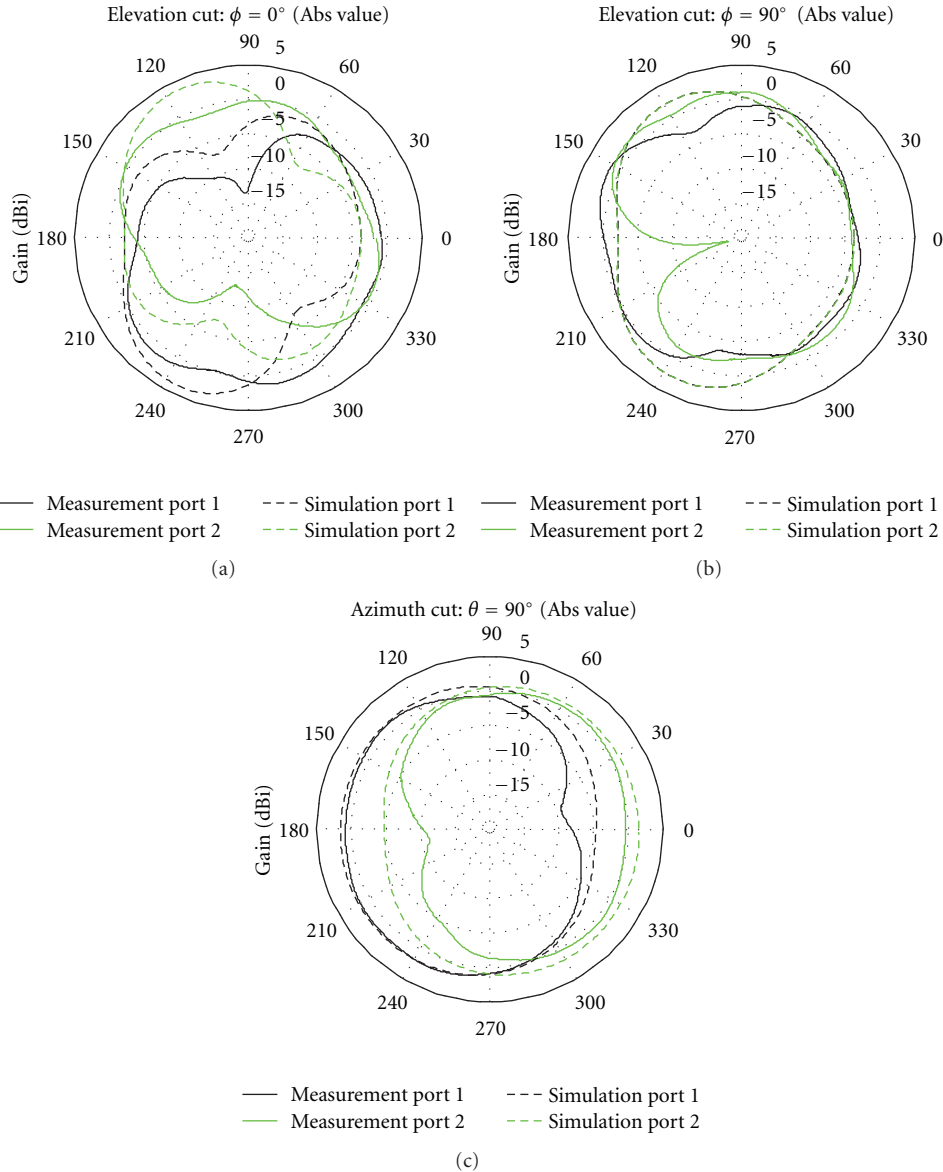 Elevation cut: ϕ = 0° (Abs value)
90
5
120
60
0
−5
150
30
−10
−15
Gain (dBi)
180
0
210
330
240
300
270
Measurement port 1
Simulation port 1
Measurement port 2
Simulation port 2
(a)
Elevation cut: ϕ = 90° (Abs value)
90
5
120
60
0
−5
150
30
−10
−15
Gain (dBi)
180
0
210
330
240
300
270
Measurement port 1
Simulation port 1
Measurement port 2
Simulation port 2
(b)
Azimuth cut: θ = 90° (Abs value)
90
5
120
60
0
−5
150
30
−10
−15
Gain (dBi)
180
0
210
330
240
300
270
Measurement port 1
Simulation port 1
Measurement port 2
Simulation port 2
(c)